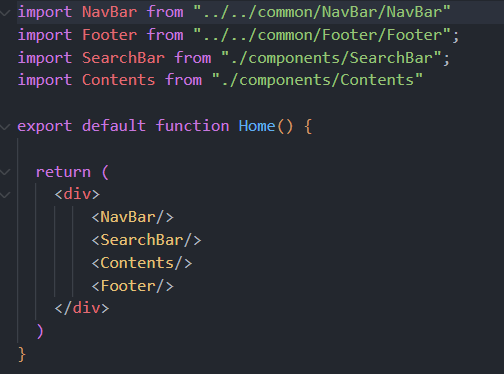 import NavBar from "../../common/NavBar/NavBar"
import Footer from "../../common/Footer/Footer";
import SearchBar from "./components/SearchBar";
import Contents from "./components/Contents"
export default function Home() {
return (
<div>
<NavBar/>
<SearchBar/>
<Contents/>
<Footer/>
</div>
)
}